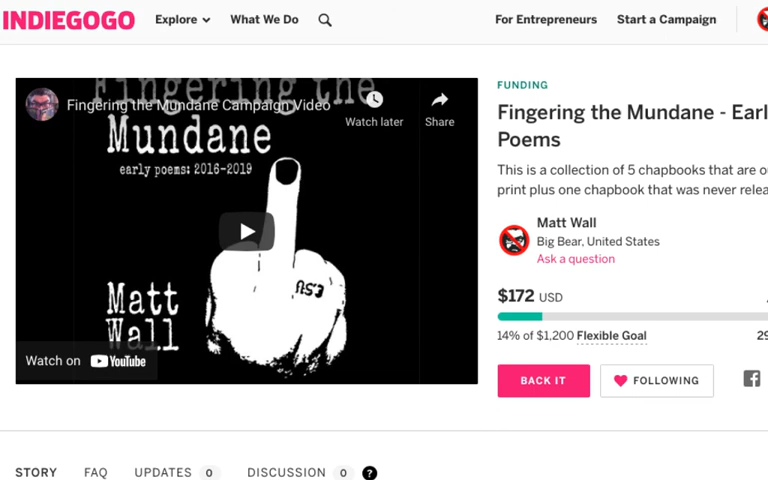 INDIEGOGO Explore What We Do For Entrepreneurs Start a Campaign
Fingering the
Fingering the Mundane Campaign Video
Watch later Share
Mundane
early poems: 2016-2019
Matt
Wall
Watch on YouTube
FUNDING
Fingering the Mundane - Earl
Poems
This is a collection of 5 chapbooks that are o
print plus one chapbook that was never relea
Matt Wall
Big Bear, United States
Ask a question
$172 USD
14% of $1,200 Flexible Goal 29
BACK IT FOLLOWING
STORY FAQ UPDATES 0 DISCUSSION 0 ?